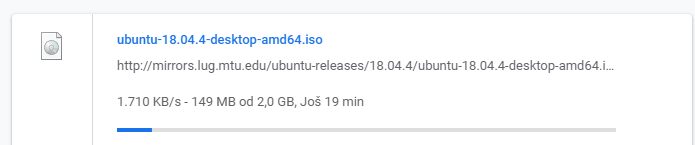 ubuntu-18.04.4-desktop-amd64.iso
http://mirrors.lug.mtu.edu/ubuntu-releases/18.04.4/ubuntu-18.04.4-desktop-amd64.i...
1.710 KB/s - 149 MB od 2,0 GB, Još 19 min